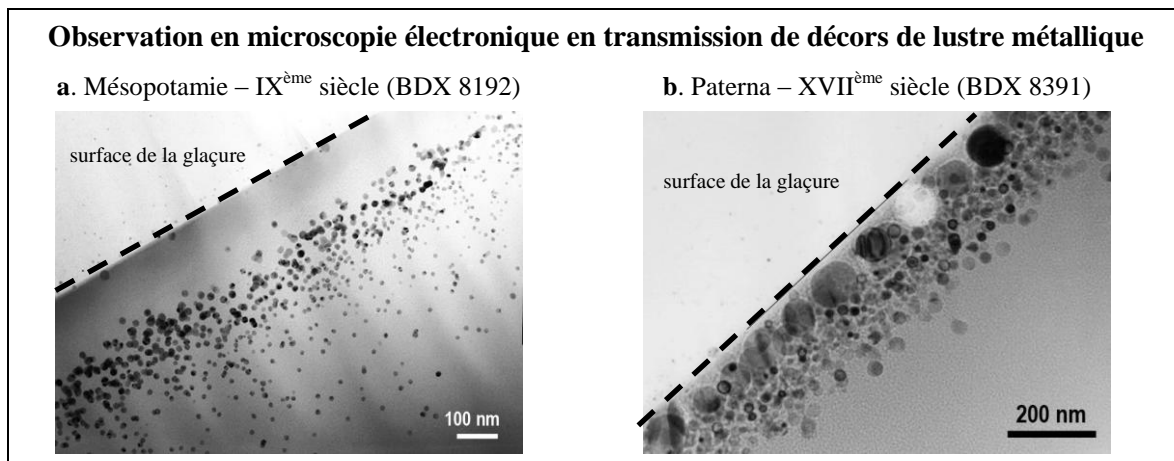 Observation en microscopie électronique en transmission de décors de lustre métallique
a. Mésopotamie – IXème siècle (BDX 8192)
b. Paterna – XVIIème siècle (BDX 8391)
surface de la glaçure
surface de la glaçure
100 nm
200 nm